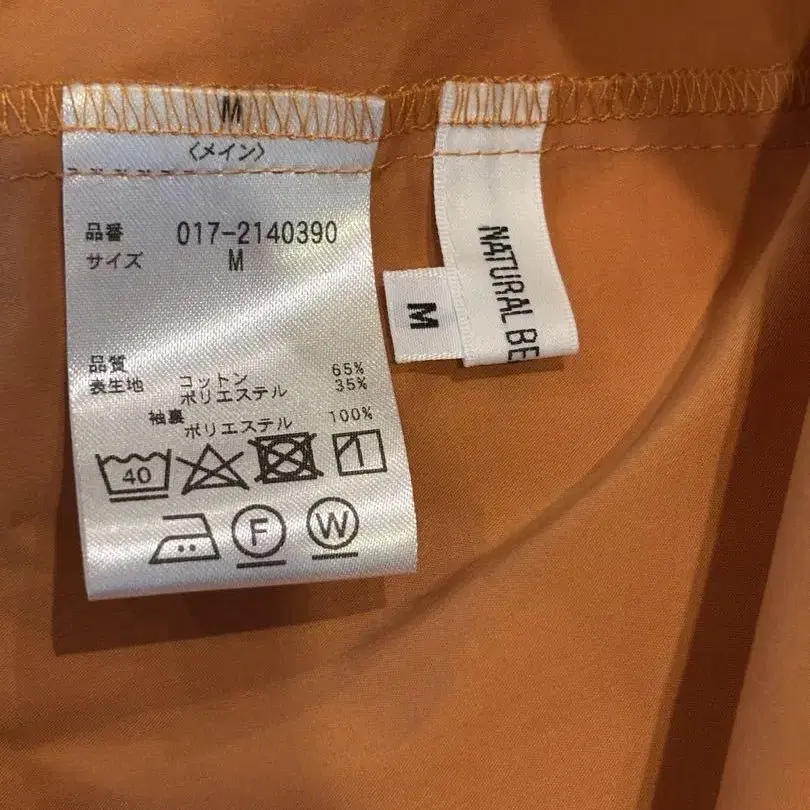 M
〈メイン〉
品番 017-2140390
サイズ M
品質
表生地 コットン 65%
ポリエステル 35%
袖裏 ポリエステル 100%
40
F
W
NATURAL BE
M